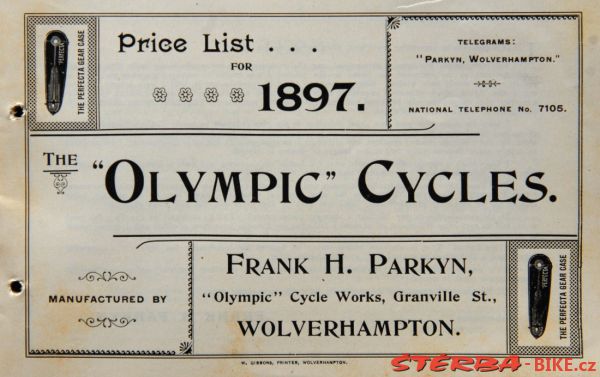 Price List . . .
FOR
1897.
TELEGRAMS:
"PARKYN, WOLVERHAMPTON."
NATIONAL TELEPHONE No. 7105.
PERFECTA
THE PERFECTA GEAR CASE
THE "OLYMPIC" CYCLES.
MANUFACTURED BY
FRANK H. PARKYN,
"Olympic" Cycle Works, Granville St.,
WOLVERHAMPTON.
PERFECTA
THE PERFECTA GEAR CASE
W. GIBBONS, PRINTER, WOLVERHAMPTON.
STERBA-BIKE.cz